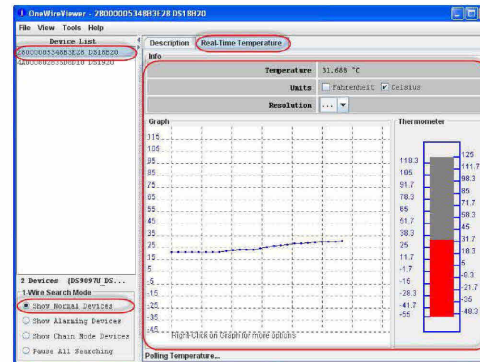 OneWireViewer - 2800000534BB3E28 DS18H20
File View Tools Help
Device List
DS18H20
DS1920
2 Devices (DS9097U_DS...
1-Wire Search Mode
Show Normal Devices
Show Alarming Devices
Show Chain Mode Devices
Pause All Searching
Description
Real-Time Temperature
Info
Temperature 31.688 °C
Units Fahrenheit Celsius
Resolution ...
Graph
115
105
95
85
75
65
55
45
35
25
15
5
-5
-15
-25
-35
-45
Right-Click on Graph for more options
Thermometer
118.3
105
91.7
78.3
65
51.7
38.3
25
11.7
-1.7
-15
-28.3
-41.7
-55
125
111.7
98.3
85
71.7
58.3
45
31.7
18.3
5
-8.3
-21.7
-35
-48.3
Polling Temperature...